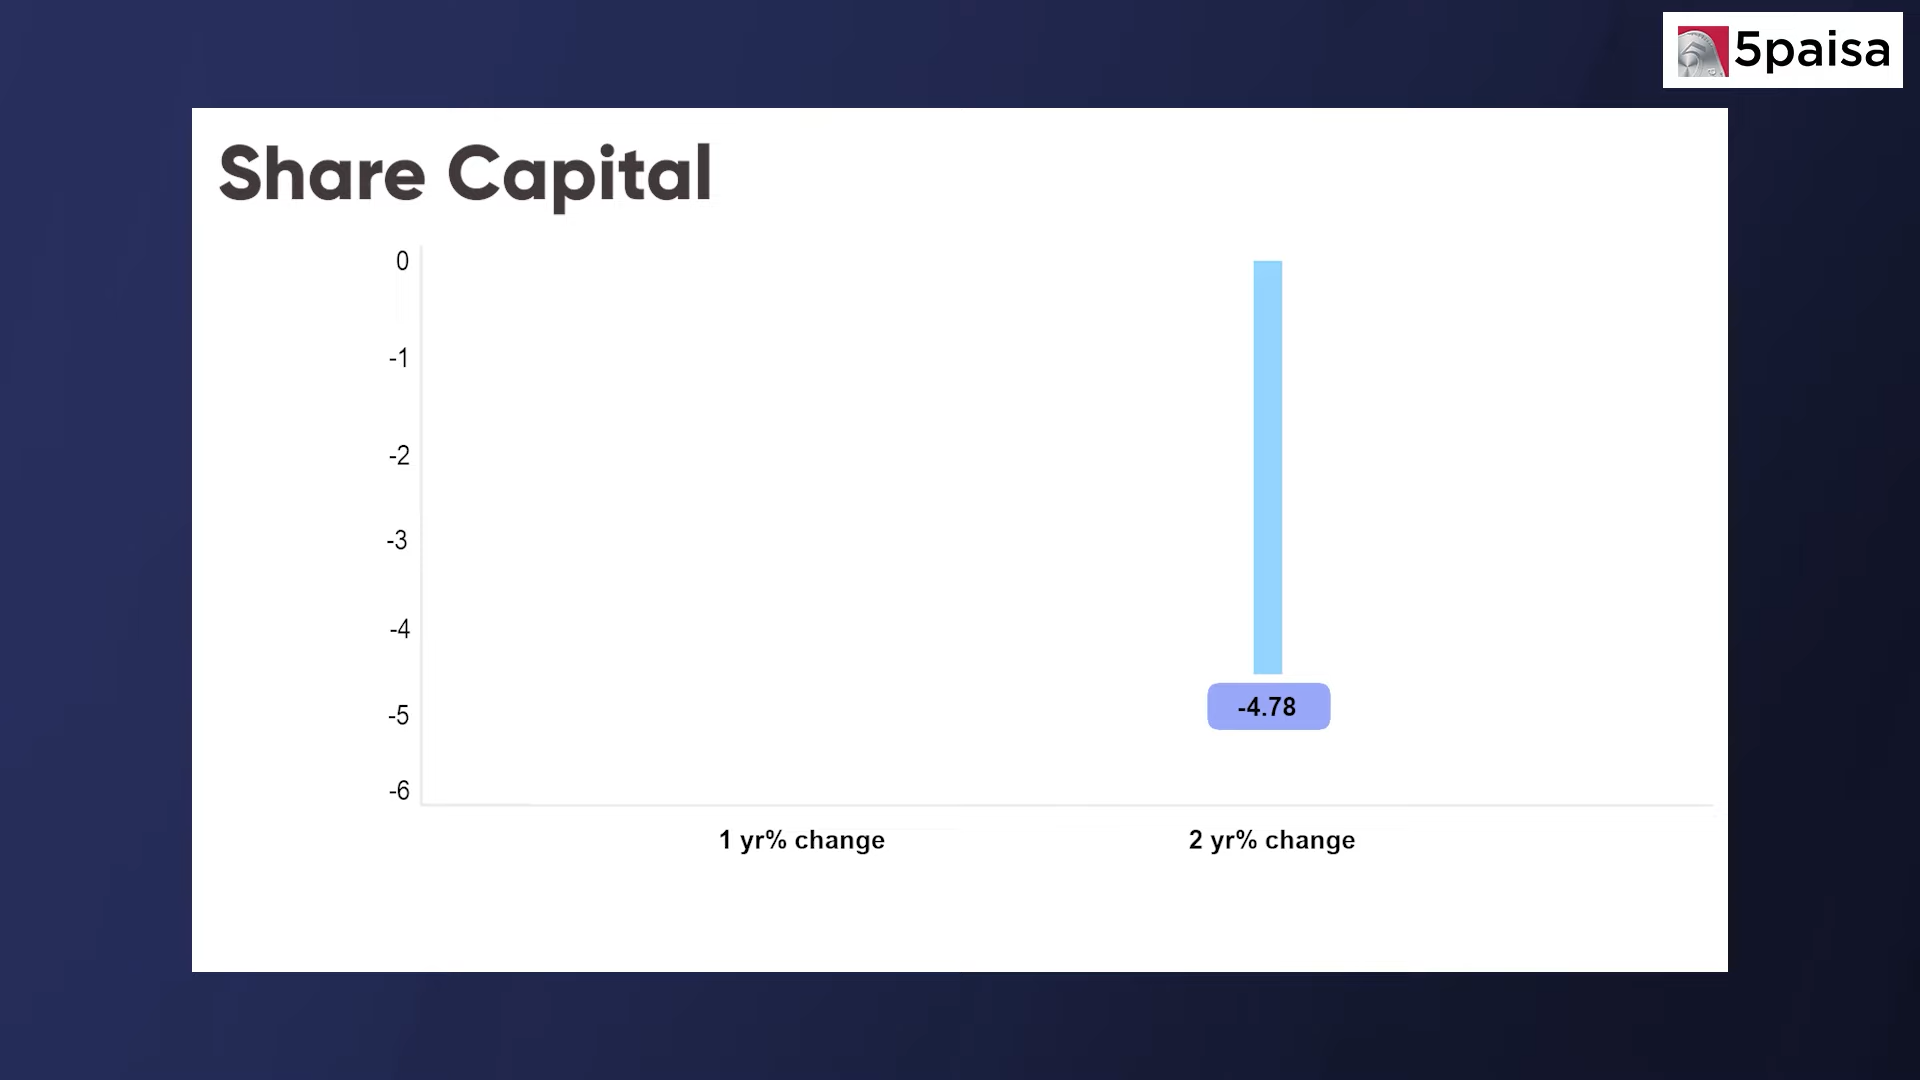 5paisa
Share Capital
0
-1
-2
-3
-4
-5
-6
-4.78
1 yr% change
2 yr% change